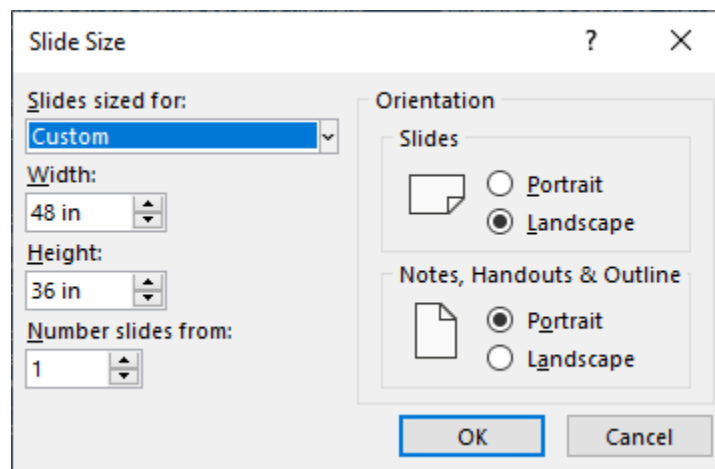 Slide Size
?
Slides sized for:
Custom
Width:
48 in
Height:
36 in
Number slides from:
1
Orientation
Slides
Portrait
Landscape
Notes, Handouts & Outline
Portrait
Landscape
OK
Cancel